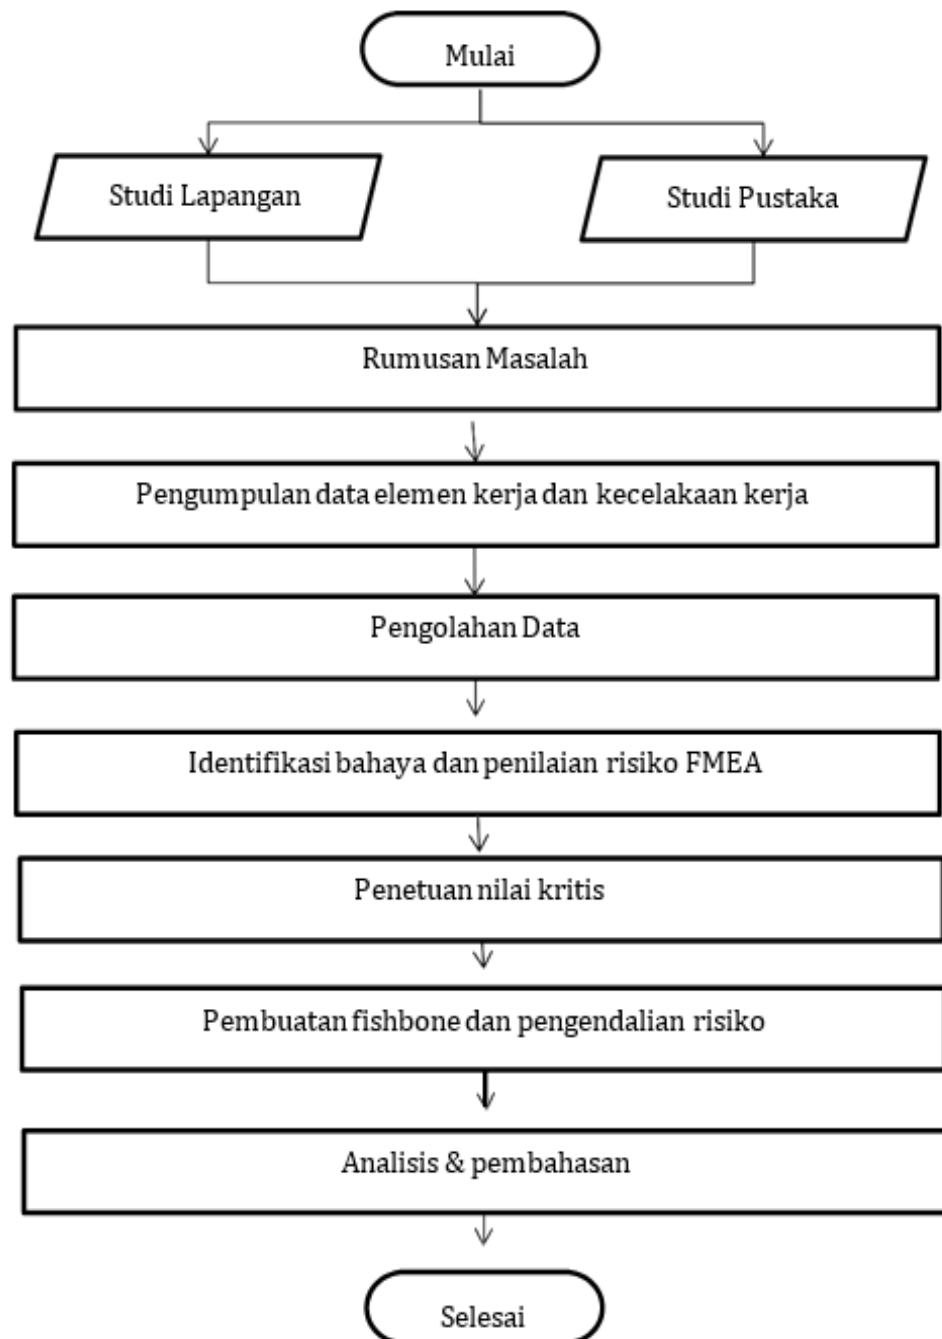 Mulai
Studi Lapangan
Studi Pustaka
Rumusan Masalah
Pengumpulan data elemen kerja dan kecelakaan kerja
Pengolahan Data
Identifikasi bahaya dan penilaian risiko FMEA
Penetuan nilai kritis
Pembuatan fishbone dan pengendalian risiko
Analisis & pembahasan
Selesai